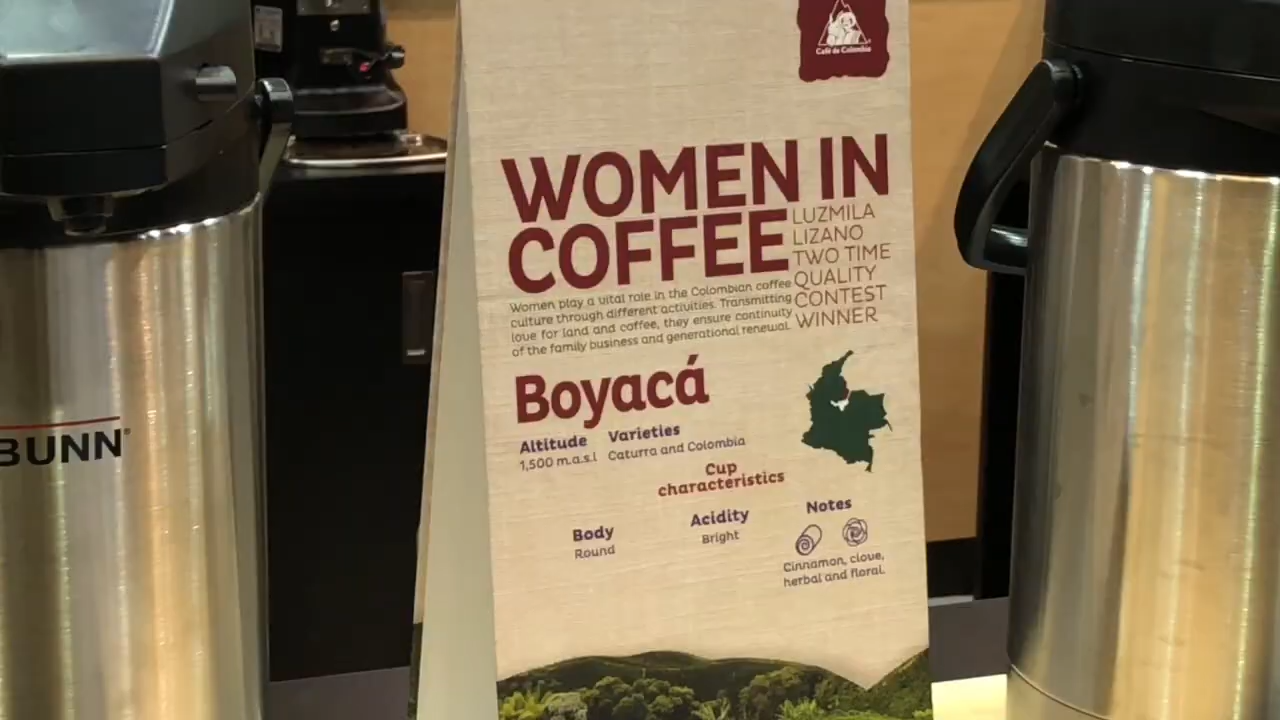 Café de Colombia
WOMEN IN
COFFEE
LUZMILA
LIZANO
TWO TIME
QUALITY
CONTEST
WINNER
Women play a vital role in the Colombian coffee
culture through different activities. Transmitting
love for land and coffee, they ensure continuity
of the family business and generational renewal.
Boyacá
Altitude
1,500 m.a.s.l
Varieties
Caturra and Colombia
Cup
characteristics
Body
Round
Acidity
Bright
Notes
Cinnamon, clove,
herbal and floral.
BUNN®